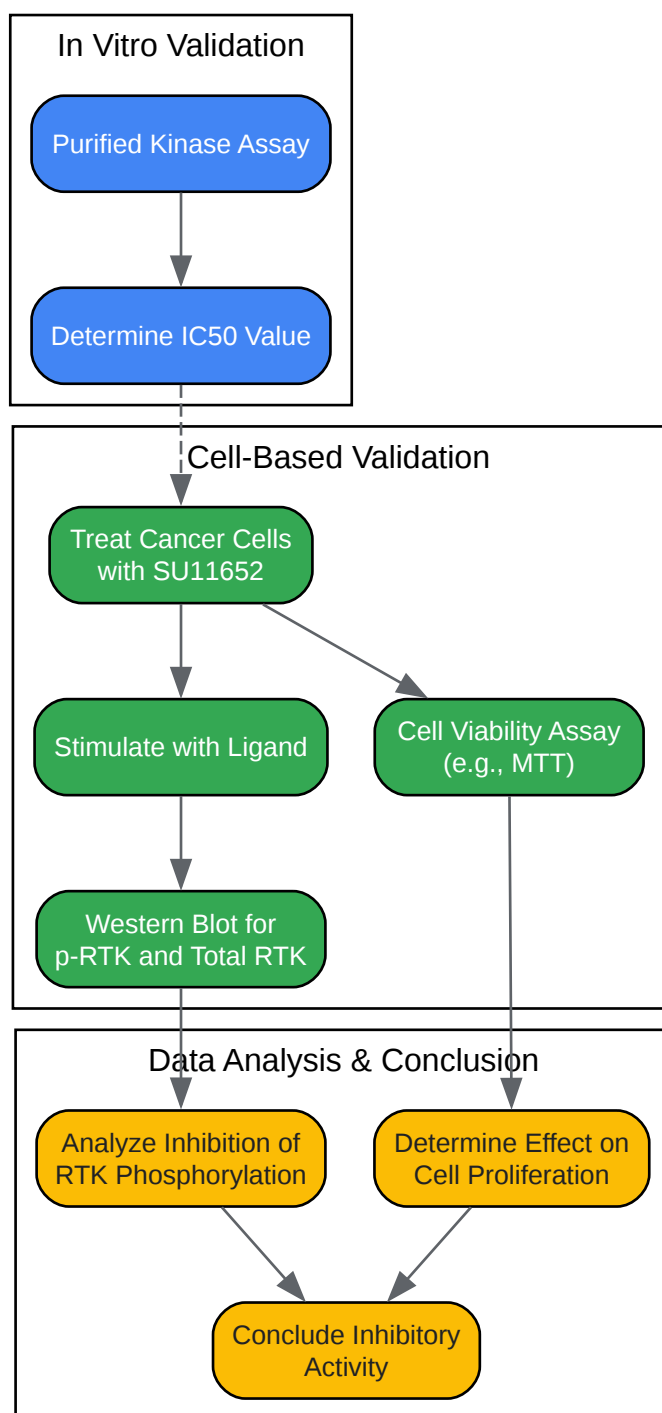 In Vitro Validation
Purified Kinase Assay
Determine IC50 Value
Cell-Based Validation
Treat Cancer Cells
with SU11652
Stimulate with Ligand
Cell Viability Assay
(e.g., MTT)
Western Blot for
p-RTK and Total RTK
Data Analysis & Conclusion
Analyze Inhibition of
RTK Phosphorylation
Determine Effect on
Cell Proliferation
Conclude Inhibitory
Activity